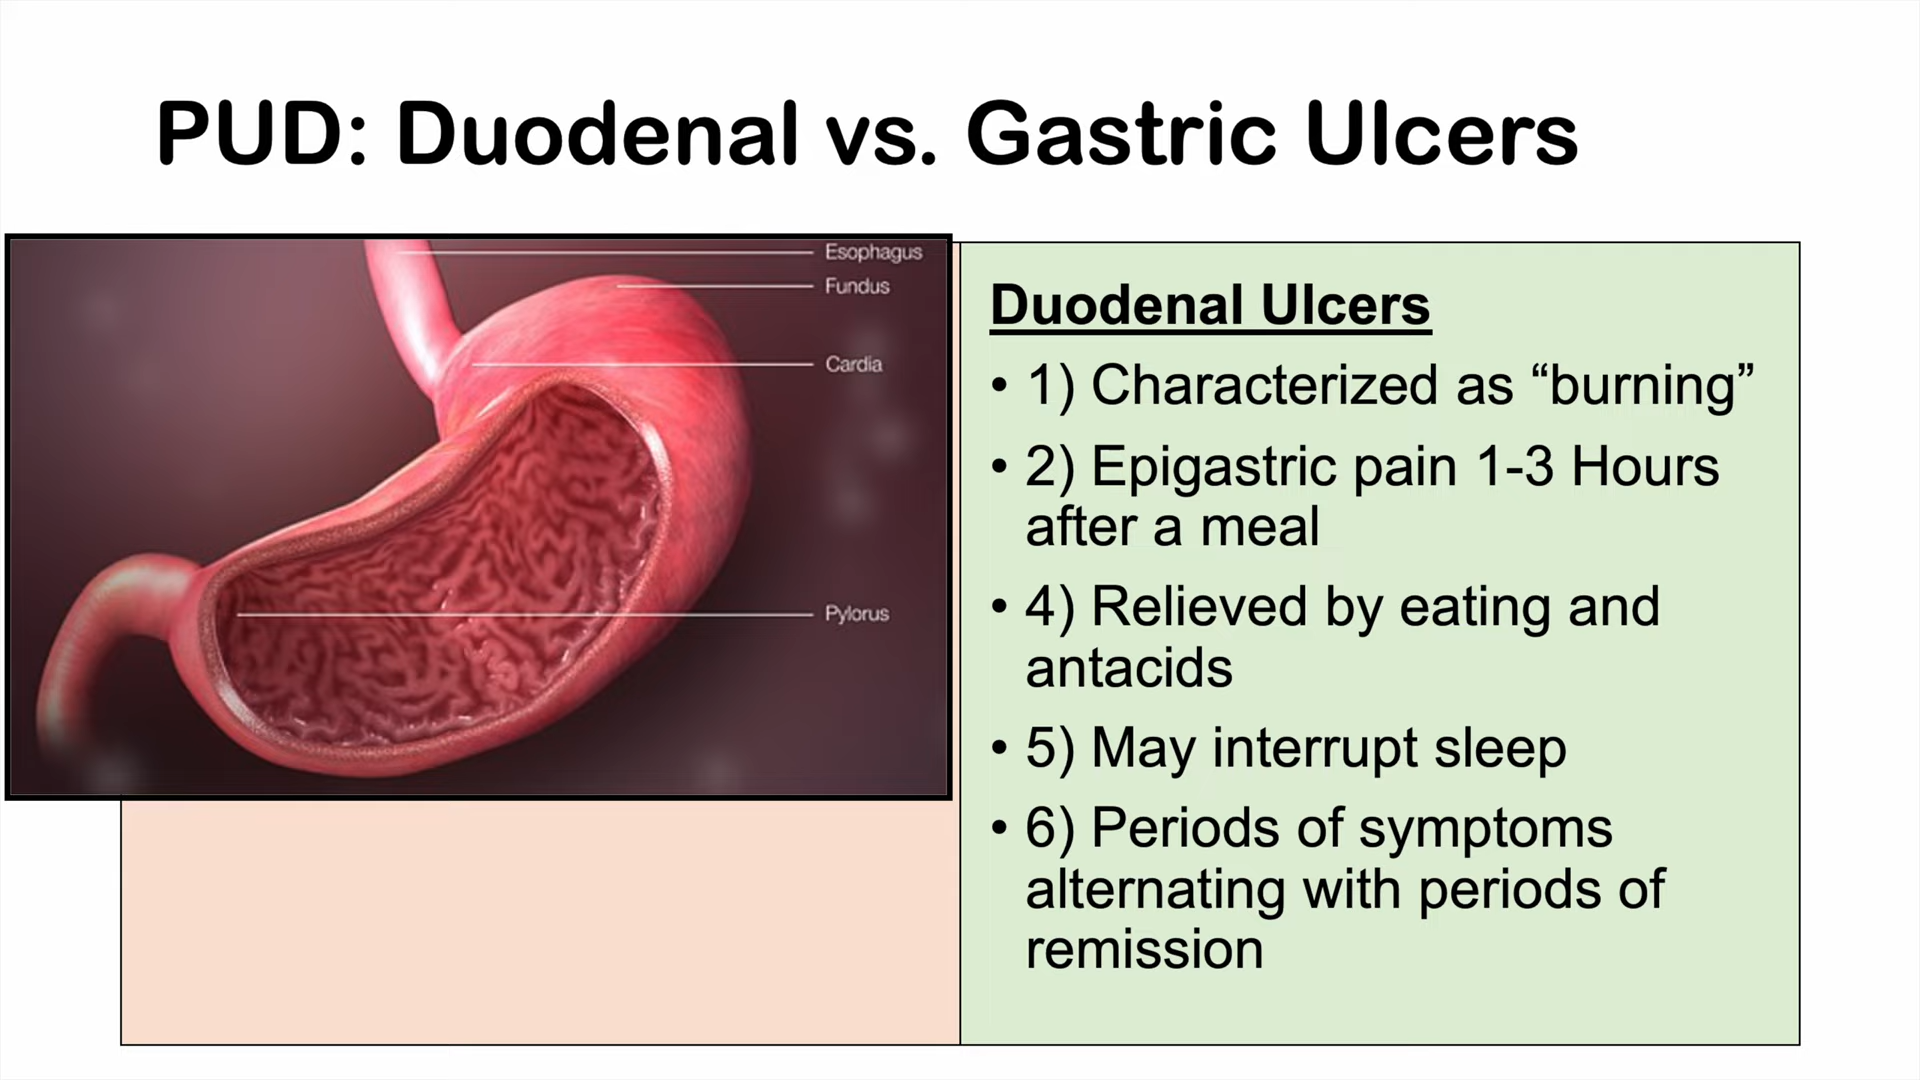 PUD: Duodenal vs. Gastric Ulcers
Esophagus
Fundus
Cardia
Pylorus
Duodenal Ulcers
• 1) Characterized as “burning”
• 2) Epigastric pain 1-3 Hours
after a meal
• 4) Relieved by eating and
antacids
• 5) May interrupt sleep
• 6) Periods of symptoms
alternating with periods of
remission